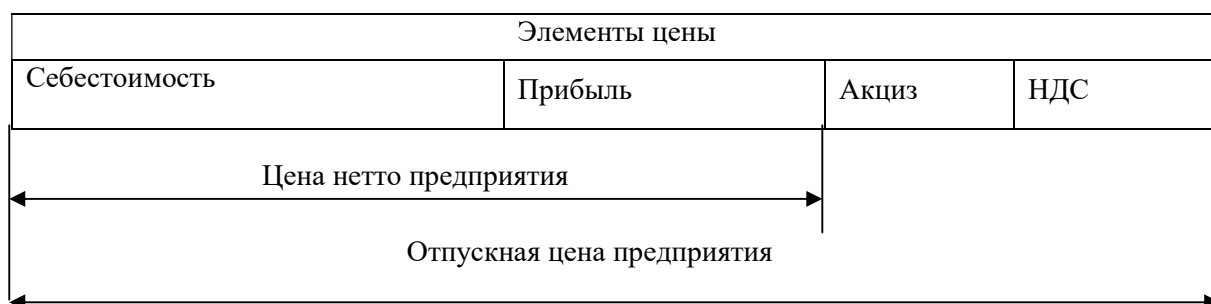 Элементы цены
Себестоимость
Прибыль
Акциз
НДС
Цена нетто предприятия
Отпускная цена предприятия